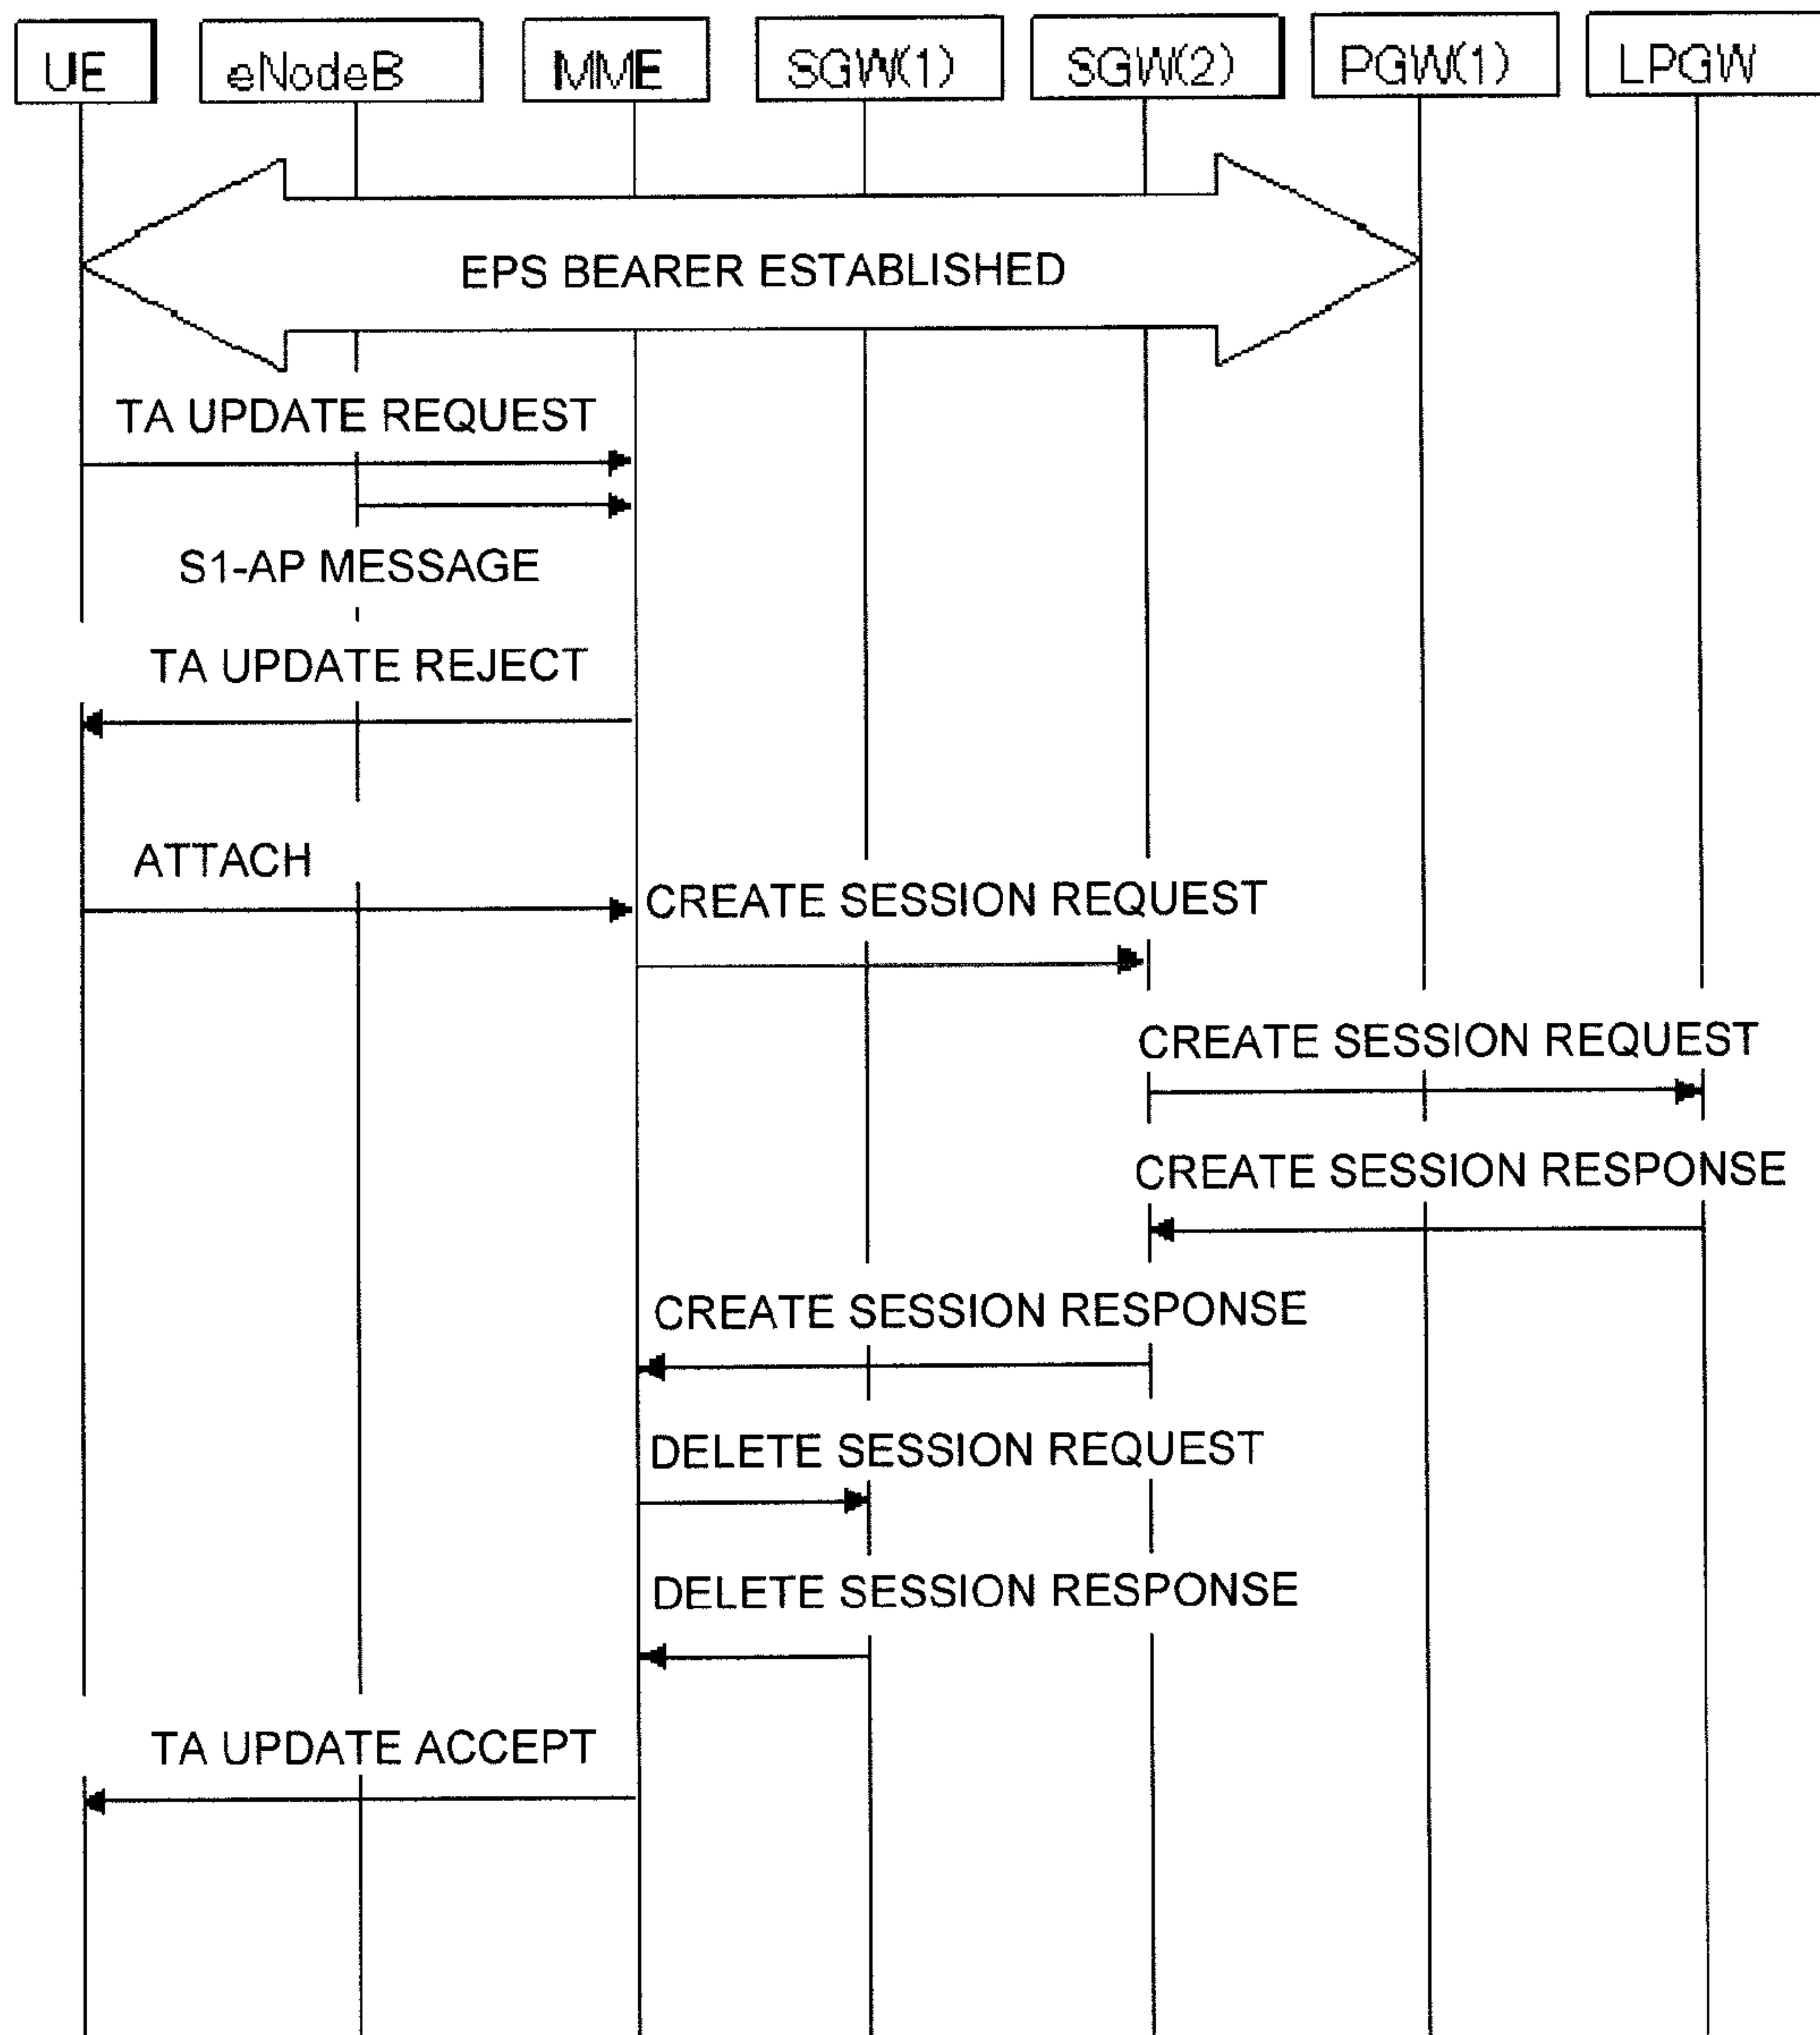 UE eNodeB MME SGW(1) SGW(2) PGW(1) LPGW
EPS BEARER ESTABLISHED
TA UPDATE REQUEST
S1-AP MESSAGE
TA UPDATE REJECT
ATTACH
CREATE SESSION REQUEST
CREATE SESSION REQUEST
CREATE SESSION RESPONSE
CREATE SESSION RESPONSE
DELETE SESSION REQUEST
DELETE SESSION RESPONSE
TA UPDATE ACCEPT